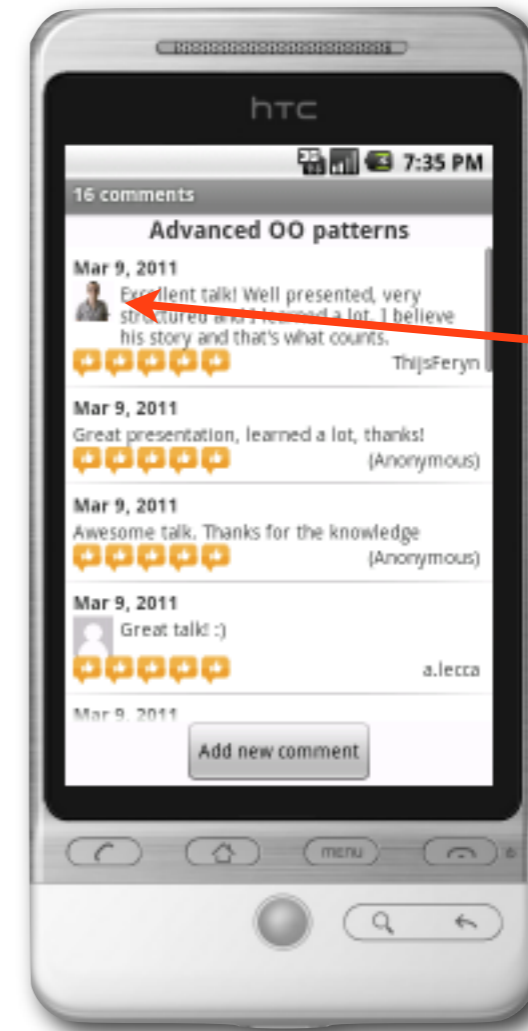 htc
7:35 PM
16 comments
Advanced OO patterns
Mar 9, 2011
Excellent talk! Well presented, very
structured and I learned a lot. I believe
his story and that's what counts.
ThijsFeryn
Mar 9, 2011
Great presentation, learned a lot, thanks!
(Anonymous)
Mar 9, 2011
Awesome talk. Thanks for the knowledge
(Anonymous)
Mar 9, 2011
Great talk! :)
a.lecca
Mar 9, 2011
Add new comment
menu